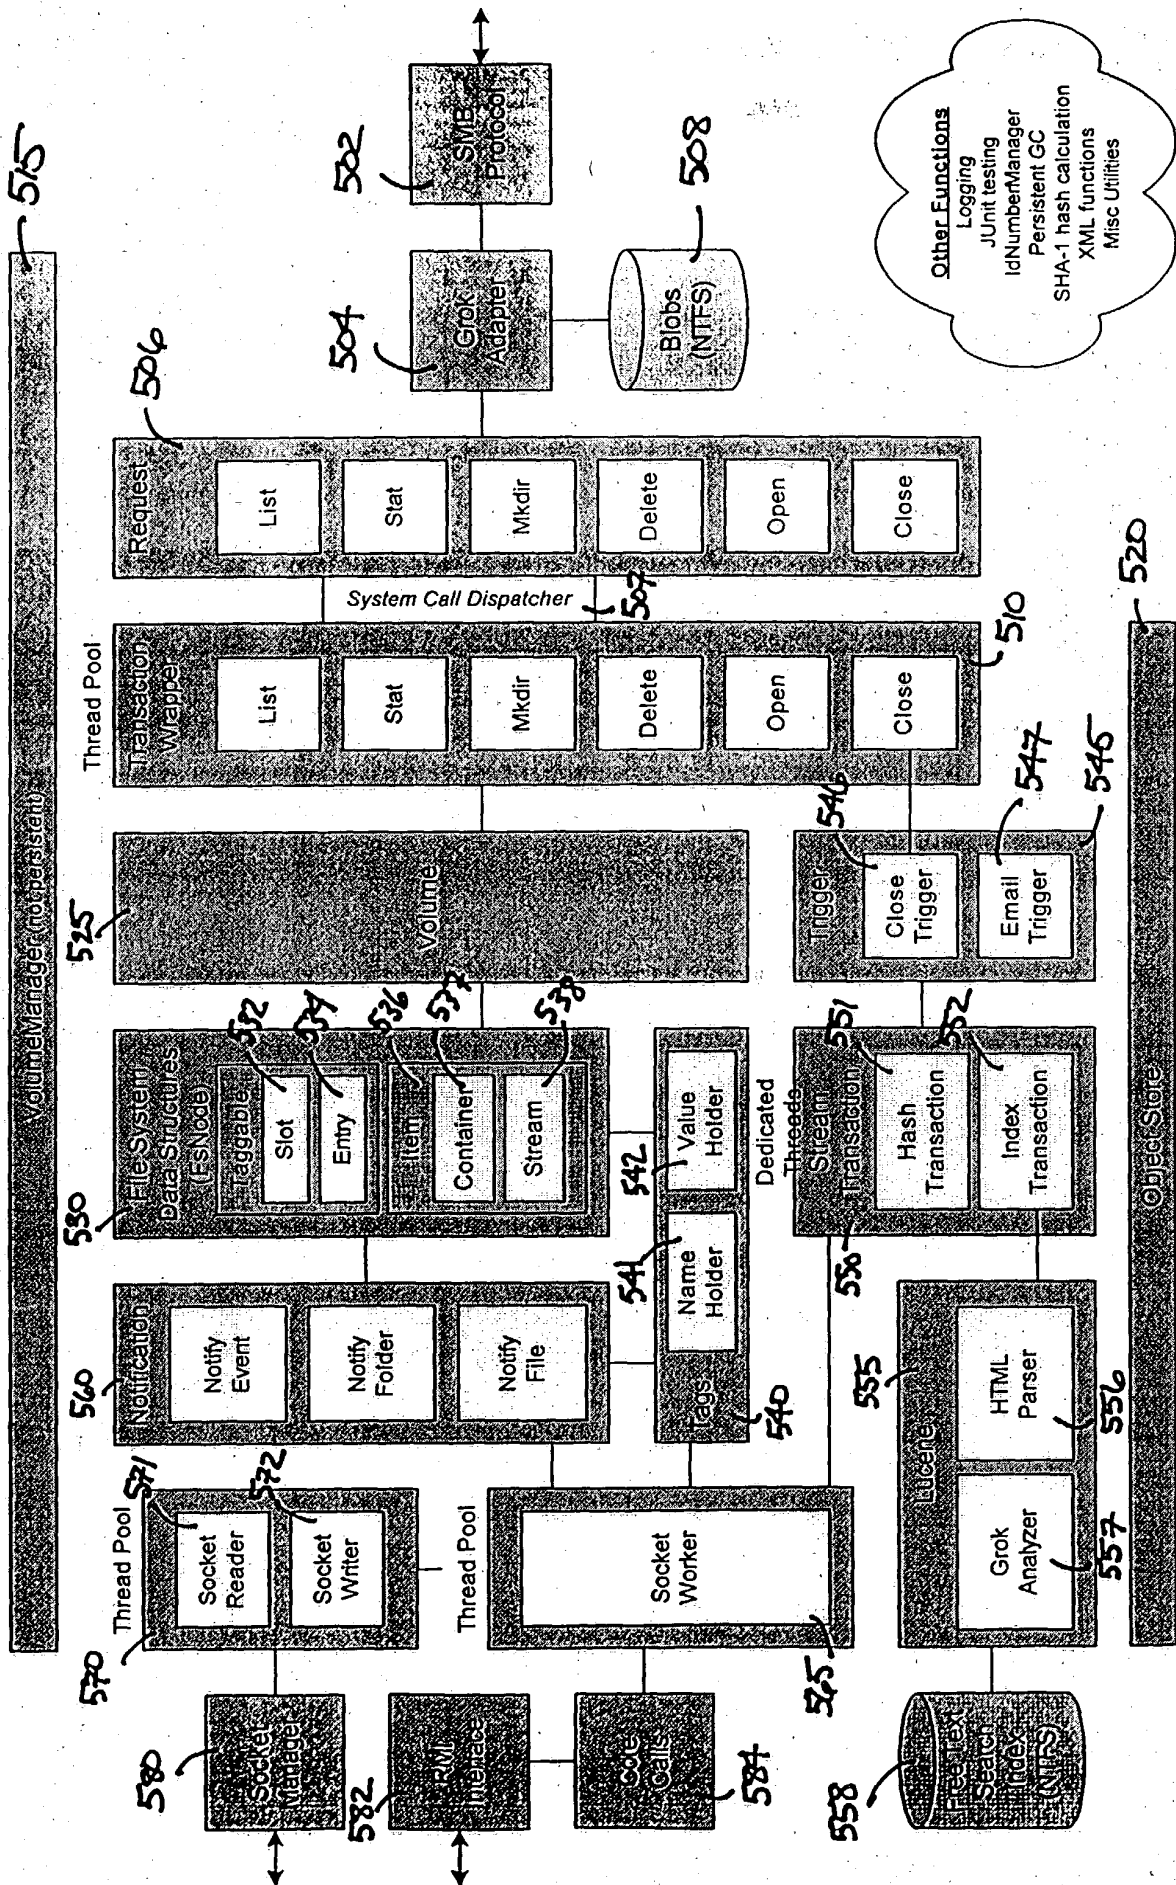 515
VolumeManager (not persistent)
580
Socket
Manager
582
RMI
Interface
584
Calls
558
Free Text
Search
Index
(NTFS)
570
Thread Pool
571
Socket
Reader
572
Socket
Writer
Thread Pool
Socket
Worker
565
560
Notification
Notify
Event
Notify
Folder
Notify
File
Tags
540
541
Name
Holder
542
Value
Holder
Lucene
555
Grok
Analyzer
557
HTML
Parser
556
530
File System
Data Structures
(FsNode)
Taggable
532
Slot
534
Entry
Item
536
Container
537
Stream
538
Dedicated
Threads
Stream
Transaction
550
551
Hash
Transaction
552
Index
Transaction
525
Volume
Trigger
546
Close
Trigger
547
Email
Trigger
545
Thread Pool
Transaction
Wrapper
List
Stat
Mkdir
Delete
Open
Close
510
System Call Dispatcher
507
Request
506
List
Stat
Mkdir
Delete
Open
Close
504
Grok
Adapter
508
Blobs
(NTFS)
502
SMB
Protocol
520
Object Store
Other Functions
Logging
JUnit testing
IdNumberManager
Persistent GC
SHA-1 hash calculation
XML functions
Misc Utilities